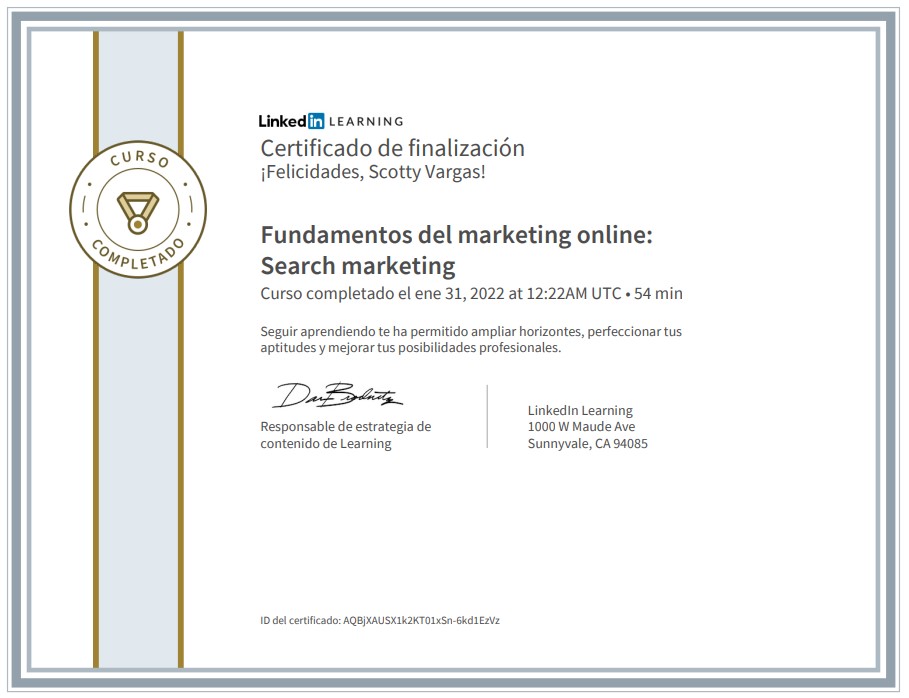 CURSO
COMPLETADO
Linked in LEARNING
Certificado de finalización
¡Felicidades, Scotty Vargas!
Fundamentos del marketing online:
Search marketing
Curso completado el ene 31, 2022 at 12:22AM UTC • 54 min
Seguir aprendiendo te ha permitido ampliar horizontes, perfeccionar tus
aptitudes y mejorar tus posibilidades profesionales.
Responsable de estrategia de
contenido de Learning
LinkedIn Learning
1000 W Maude Ave
Sunnyvale, CA 94085
ID del certificado: AQBjXAUSX1k2KT01xSn-6kd1EzVz